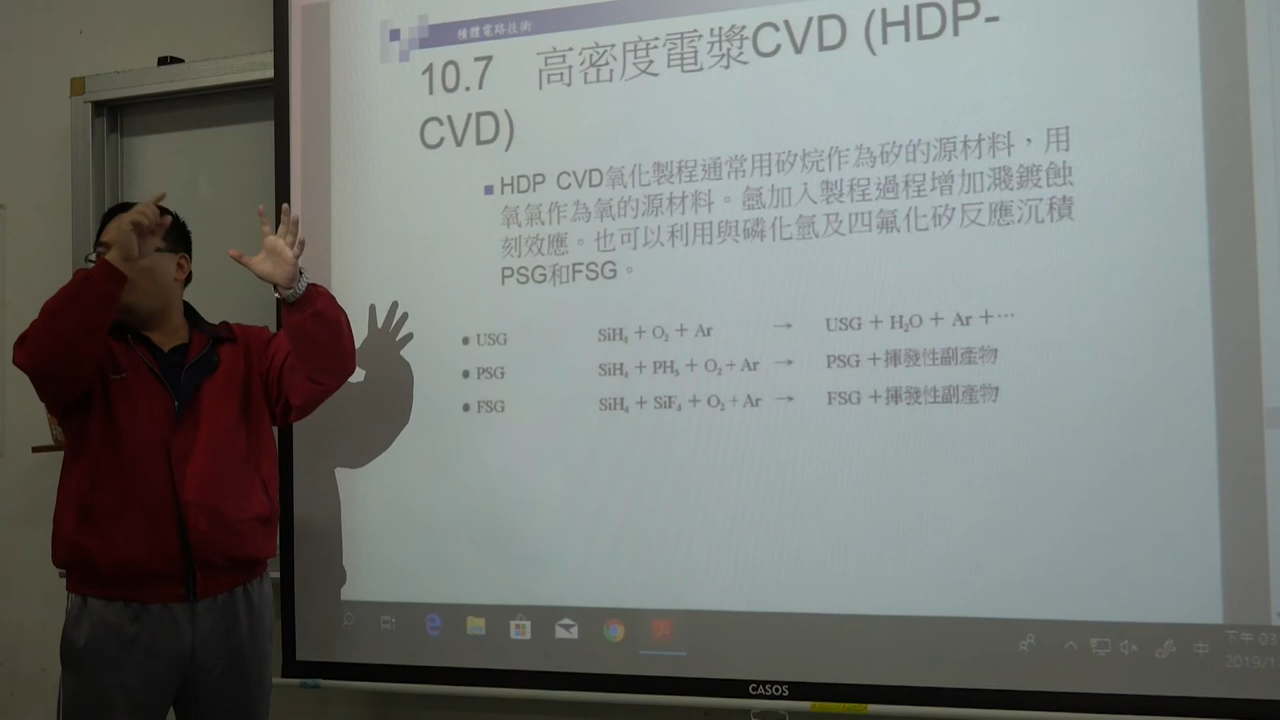 積體電路技術
10.7 高密度電漿CVD (HDP-
CVD)
HDP CVD氧化製程通常用矽烷作為矽的源材料，用
氧氣作為氧的源材料。氬加入製程過程增加濺鍍蝕
刻效應。也可以利用與磷化氫及四氟化矽反應沉積
PSG和FSG。
USG SiH₄ + O₂ + Ar → USG + H₂O + Ar +⋯
PSG SiH₄ + PH₃ + O₂ + Ar → PSG +揮發性副產物
FSG SiH₄ + SiF₄ + O₂ + Ar → FSG +揮發性副產物
中
下午 03
2019/1
CASOS